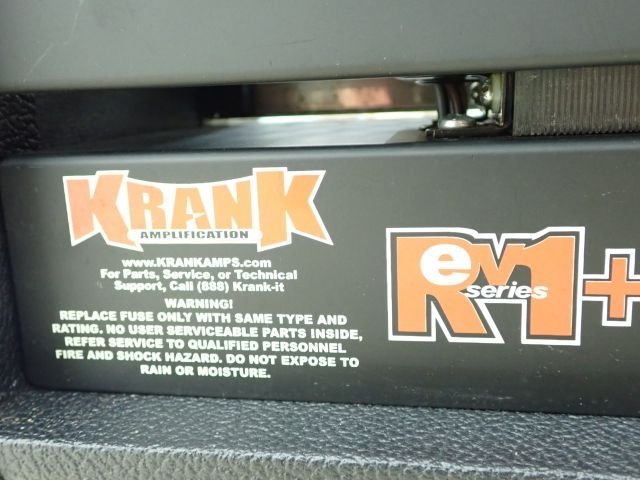 KRANK
AMPLIFICATION
www.KRANKAMPS.com
For Parts, Service, or Technical
Support, Call (888) Krank-it
WARNING!
REPLACE FUSE ONLY WITH SAME TYPE AND
RATING. NO USER SERVICEABLE PARTS INSIDE,
REFER SERVICE TO QUALIFIED PERSONNEL
FIRE AND SHOCK HAZARD. DO NOT EXPOSE TO
RAIN OR MOISTURE.
Rev1+
series